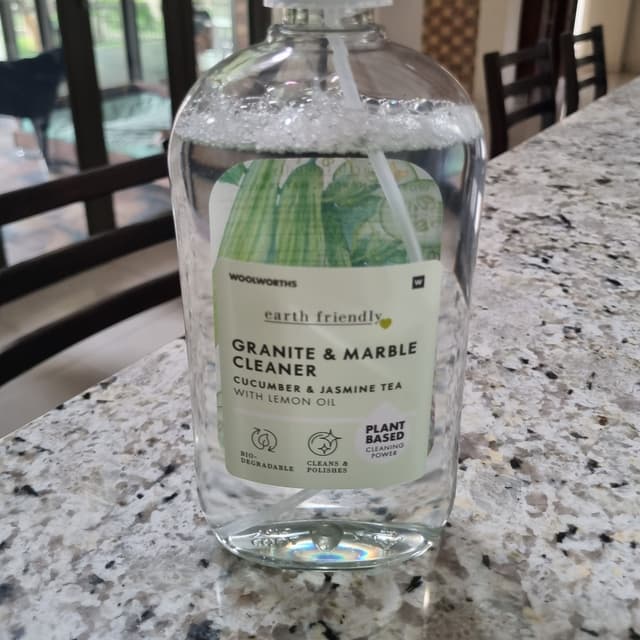 WOOLWORTHS
W
earth friendly
GRANITE & MARBLE
CLEANER
CUCUMBER & JASMINE TEA
WITH LEMON OIL
BIO-
DEGRADABLE
CLEANS &
POLISHES
PLANT
BASED
CLEANING
POWER